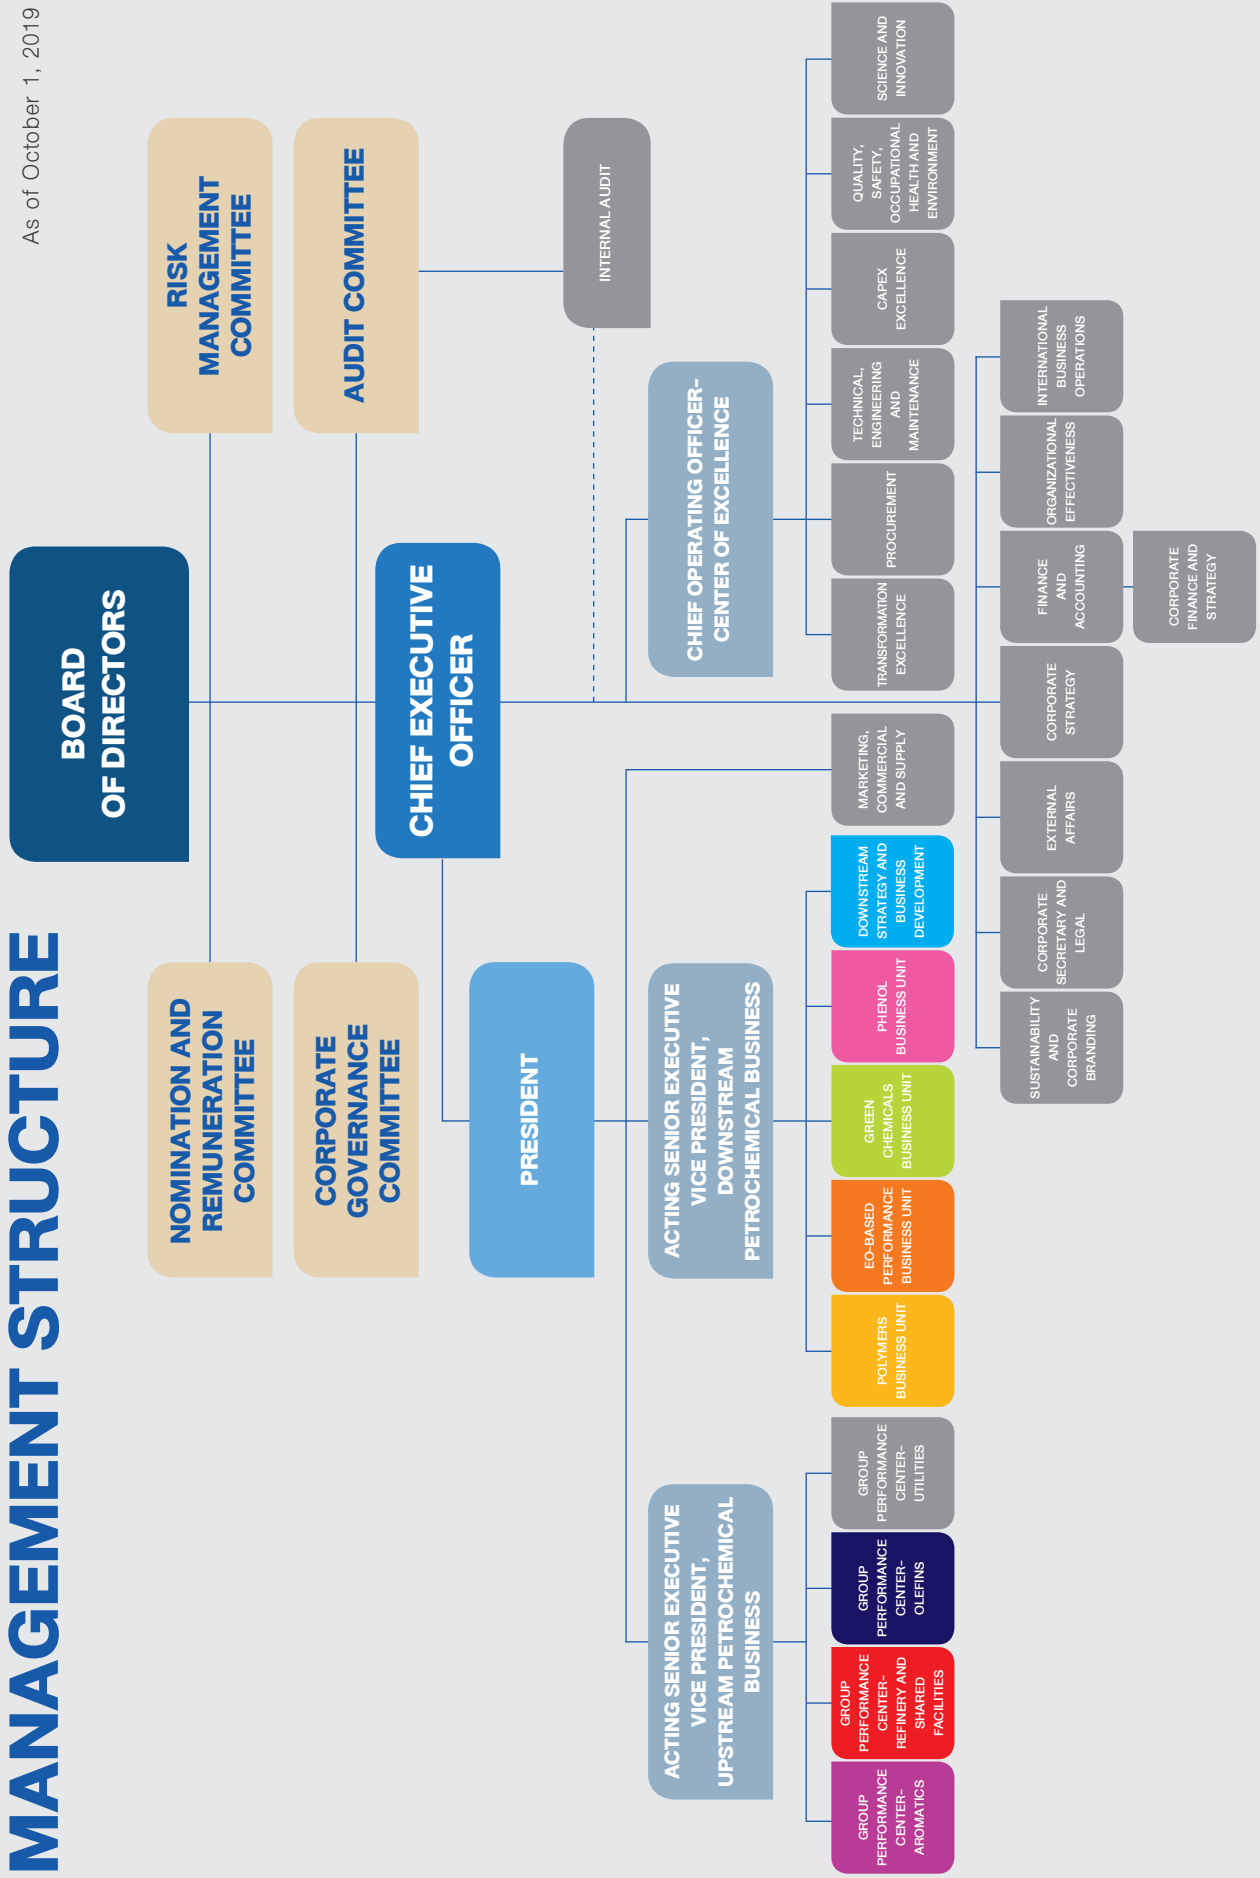 MANAGEMENT STRUCTURE
As of October 1, 2019
BOARD
OF DIRECTORS
NOMINATION AND
REMUNERATION
COMMITTEE
RISK
MANAGEMENT
COMMITTEE
CORPORATE
GOVERNANCE
COMMITTEE
AUDIT COMMITTEE
CHIEF EXECUTIVE
OFFICER
PRESIDENT
INTERNAL AUDIT
ACTING SENIOR EXECUTIVE
VICE PRESIDENT,
UPSTREAM PETROCHEMICAL
BUSINESS
ACTING SENIOR EXECUTIVE
VICE PRESIDENT,
DOWNSTREAM
PETROCHEMICAL BUSINESS
CHIEF OPERATING OFFICER–
CENTER OF EXCELLENCE
GROUP
PERFORMANCE
CENTER–
AROMATICS
GROUP
PERFORMANCE
CENTER–
REFINERY AND
SHARED
FACILITIES
GROUP
PERFORMANCE
CENTER–
OLEFINS
GROUP
PERFORMANCE
CENTER–
UTILITIES
POLYMERS
BUSINESS UNIT
EO-BASED
PERFORMANCE
BUSINESS UNIT
GREEN
CHEMICALS
BUSINESS UNIT
PHENOL
BUSINESS UNIT
DOWNSTREAM
STRATEGY AND
BUSINESS
DEVELOPMENT
MARKETING,
COMMERCIAL
AND SUPPLY
TRANSFORMATION
EXCELLENCE
PROCUREMENT
TECHNICAL,
ENGINEERING
AND
MAINTENANCE
CAPEX
EXCELLENCE
QUALITY,
SAFETY,
OCCUPATIONAL
HEALTH AND
ENVIRONMENT
SCIENCE AND
INNOVATION
SUSTAINABILITY
AND
CORPORATE
BRANDING
CORPORATE
SECRETARY AND
LEGAL
EXTERNAL
AFFAIRS
CORPORATE
STRATEGY
FINANCE
AND
ACCOUNTING
ORGANIZATIONAL
EFFECTIVENESS
INTERNATIONAL
BUSINESS
OPERATIONS
CORPORATE
FINANCE AND
STRATEGY